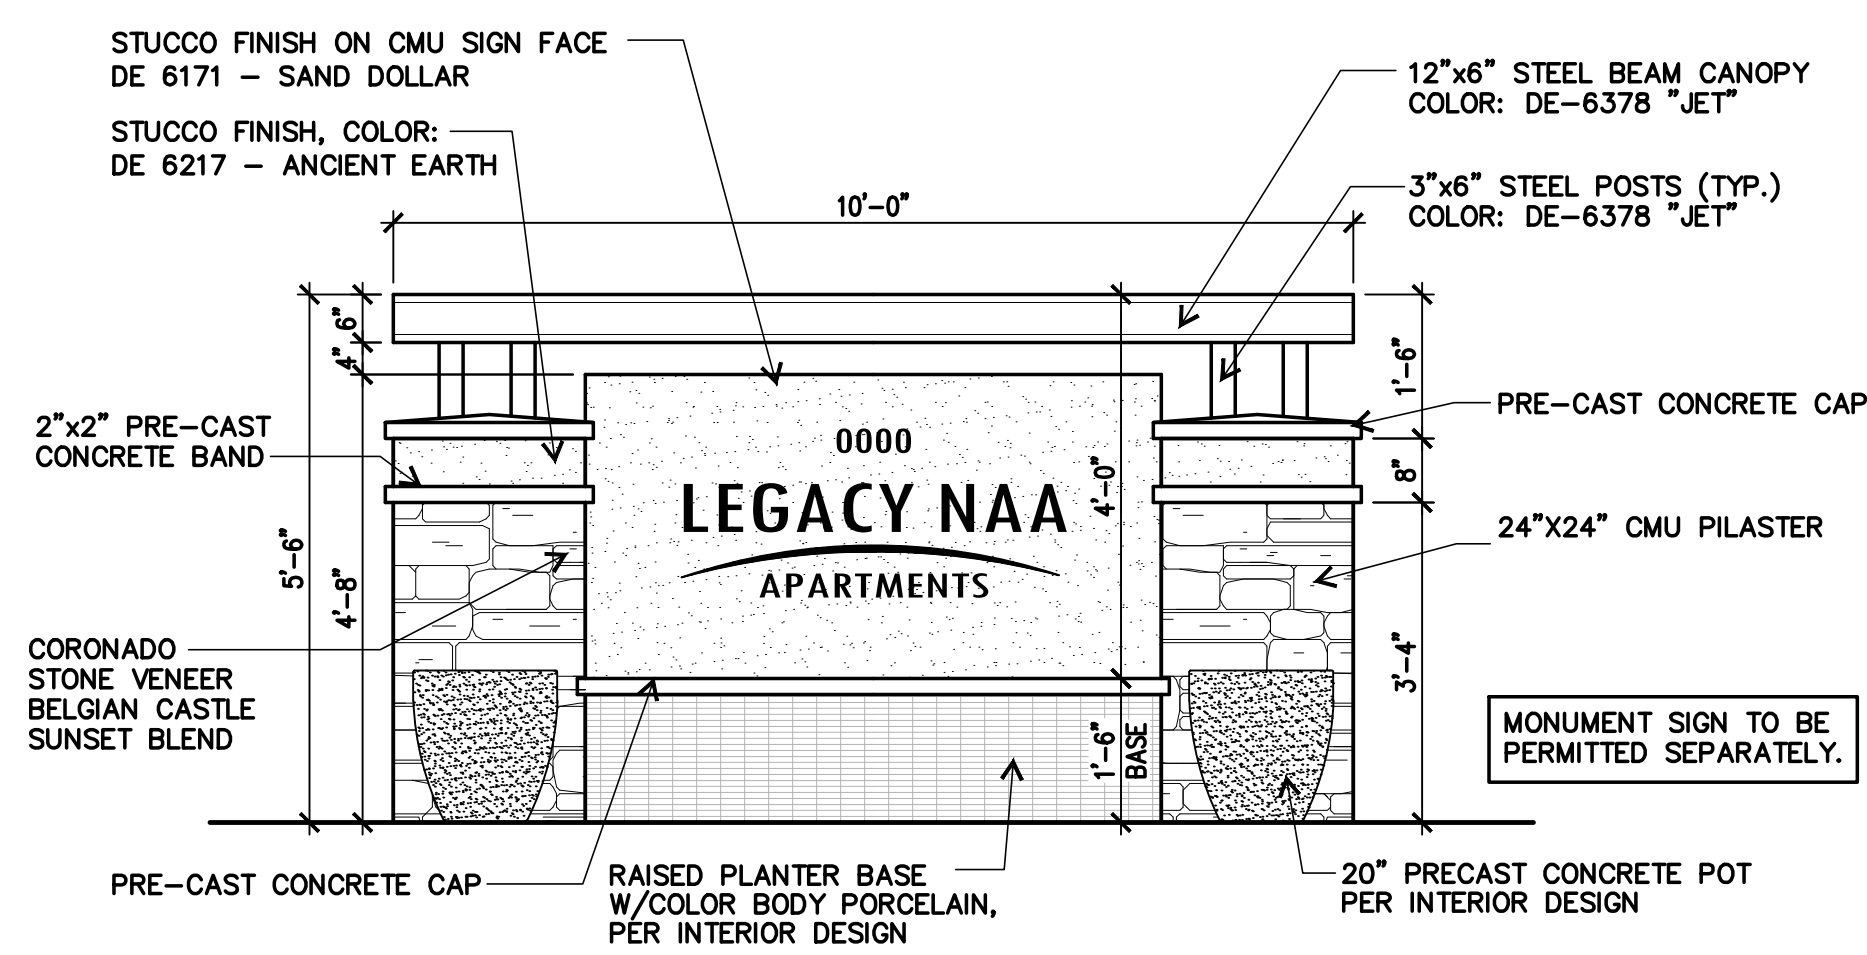 STUCCO FINISH ON CMU SIGN FACE
DE 6171 – SAND DOLLAR
STUCCO FINISH, COLOR:
DE 6217 – ANCIENT EARTH
12"x6" STEEL BEAM CANOPY
COLOR: DE–6378 "JET"
3"x6" STEEL POSTS (TYP.)
COLOR: DE–6378 "JET"
10'–0"
6"
4"
1'–6"
PRE–CAST CONCRETE CAP
2"x2" PRE–CAST
CONCRETE BAND
0000
LEGACY NAA
APARTMENTS
4'–0"
8"
24"X24" CMU PILASTER
5'–6"
4'–8"
3'–4"
CORONADO
STONE VENEER
BELGIAN CASTLE
SUNSET BLEND
1'–6"
BASE
MONUMENT SIGN TO BE
PERMITTED SEPARATELY.
PRE–CAST CONCRETE CAP
RAISED PLANTER BASE
W/COLOR BODY PORCELAIN,
PER INTERIOR DESIGN
20" PRECAST CONCRETE POT
PER INTERIOR DESIGN